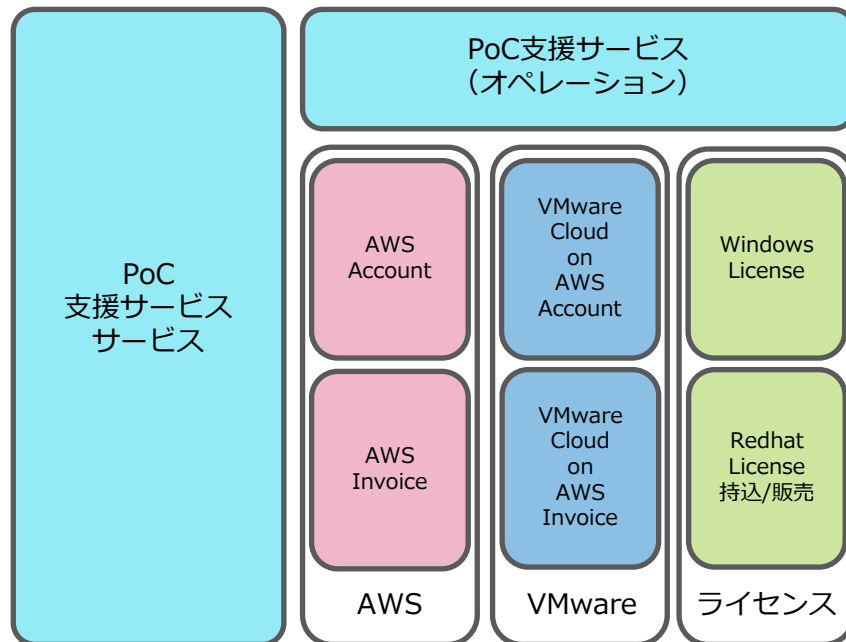 PoC
支援サービス
サービス
PoC支援サービス
（オペレーション）
AWS
Account
VMware
Cloud
on
AWS
Account
Windows
License
AWS
Invoice
VMware
Cloud
on
AWS
Invoice
Redhat
License
持込/販売
AWS
VMware
ライセンス